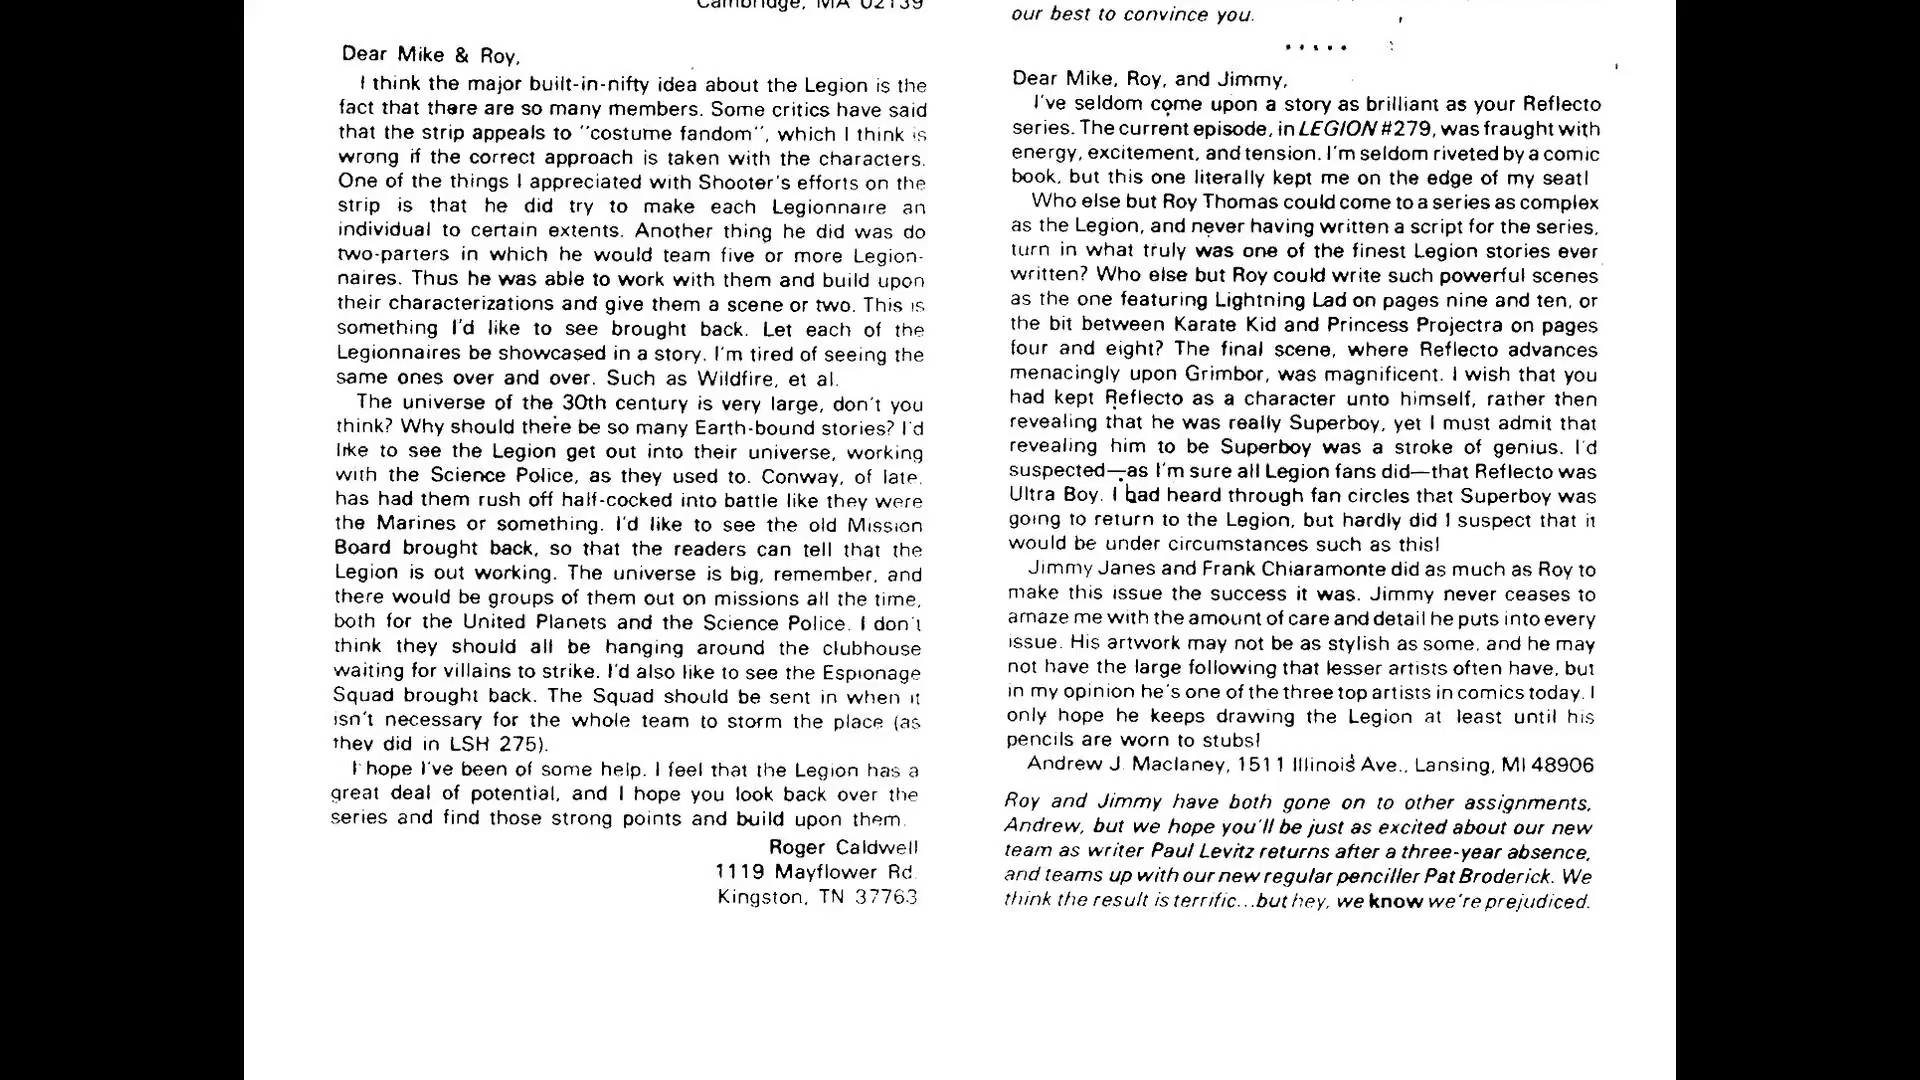 Cambridge, MA 02139
Dear Mike & Roy,
I think the major built-in-nifty idea about the Legion is the
fact that there are so many members. Some critics have said
that the strip appeals to "costume fandom", which I think is
wrong if the correct approach is taken with the characters.
One of the things I appreciated with Shooter's efforts on the
strip is that he did try to make each Legionnaire an
individual to certain extents. Another thing he did was do
two-parters in which he would team five or more Legion-
naires. Thus he was able to work with them and build upon
their characterizations and give them a scene or two. This is
something I'd like to see brought back. Let each of the
Legionnaires be showcased in a story. I'm tired of seeing the
same ones over and over. Such as Wildfire, et al.
The universe of the 30th century is very large, don't you
think? Why should there be so many Earth-bound stories? I'd
like to see the Legion get out into their universe, working
with the Science Police, as they used to. Conway, of late,
has had them rush off half-cocked into battle like they were
the Marines or something. I'd like to see the old Mission
Board brought back, so that the readers can tell that the
Legion is out working. The universe is big, remember, and
there would be groups of them out on missions all the time,
both for the United Planets and the Science Police. I don't
think they should all be hanging around the clubhouse
waiting for villains to strike. I'd also like to see the Espionage
Squad brought back. The Squad should be sent in when it
isn't necessary for the whole team to storm the place (as
they did in LSH 275).
I hope I've been of some help. I feel that the Legion has a
great deal of potential, and I hope you look back over the
series and find those strong points and build upon them.
Roger Caldwell
1119 Mayflower Rd.
Kingston, TN 37763
our best to convince you.
.....
Dear Mike, Roy, and Jimmy,
I've seldom come upon a story as brilliant as your Reflecto
series. The current episode, in LEGION #279, was fraught with
energy, excitement, and tension. I'm seldom riveted by a comic
book, but this one literally kept me on the edge of my seat!
Who else but Roy Thomas could come to a series as complex
as the Legion, and never having written a script for the series,
turn in what truly was one of the finest Legion stories ever
written? Who else but Roy could write such powerful scenes
as the one featuring Lightning Lad on pages nine and ten, or
the bit between Karate Kid and Princess Projectra on pages
four and eight? The final scene, where Reflecto advances
menacingly upon Grimbor, was magnificent. I wish that you
had kept Reflecto as a character unto himself, rather then
revealing that he was really Superboy, yet I must admit that
revealing him to be Superboy was a stroke of genius. I'd
suspected—as I'm sure all Legion fans did—that Reflecto was
Ultra Boy. I had heard through fan circles that Superboy was
going to return to the Legion, but hardly did I suspect that it
would be under circumstances such as this!
Jimmy Janes and Frank Chiaramonte did as much as Roy to
make this issue the success it was. Jimmy never ceases to
amaze me with the amount of care and detail he puts into every
issue. His artwork may not be as stylish as some, and he may
not have the large following that lesser artists often have, but
in my opinion he's one of the three top artists in comics today. I
only hope he keeps drawing the Legion at least until his
pencils are worn to stubs!
Andrew J. Maclaney, 1511 Illinois Ave., Lansing, MI 48906
Roy and Jimmy have both gone on to other assignments,
Andrew, but we hope you'll be just as excited about our new
team as writer Paul Levitz returns after a three-year absence,
and teams up with our new regular penciller Pat Broderick. We
think the result is terrific...but hey, we know we're prejudiced.